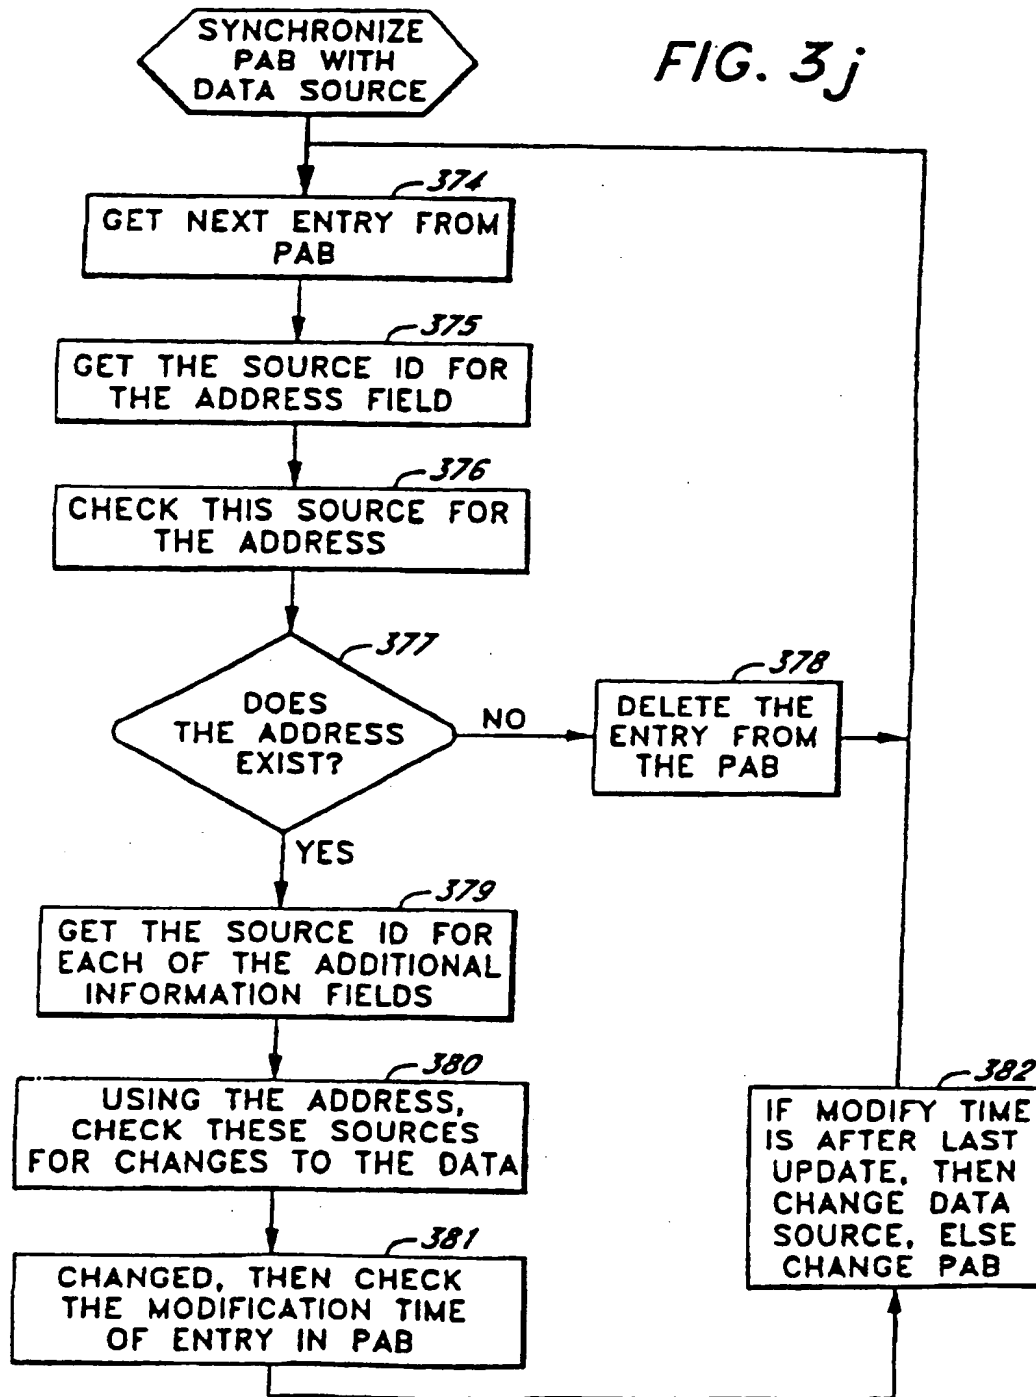 SYNCHRONIZE
PAB WITH
DATA SOURCE
FIG. 3j
374
GET NEXT ENTRY FROM
PAB
375
GET THE SOURCE ID FOR
THE ADDRESS FIELD
376
CHECK THIS SOURCE FOR
THE ADDRESS
377
DOES
THE ADDRESS
EXIST?
NO
378
DELETE THE
ENTRY FROM
THE PAB
YES
379
GET THE SOURCE ID FOR
EACH OF THE ADDITIONAL
INFORMATION FIELDS
380
USING THE ADDRESS,
CHECK THESE SOURCES
FOR CHANGES TO THE DATA
381
CHANGED, THEN CHECK
THE MODIFICATION TIME
OF ENTRY IN PAB
382
IF MODIFY TIME
IS AFTER LAST
UPDATE, THEN
CHANGE DATA
SOURCE, ELSE
CHANGE PAB